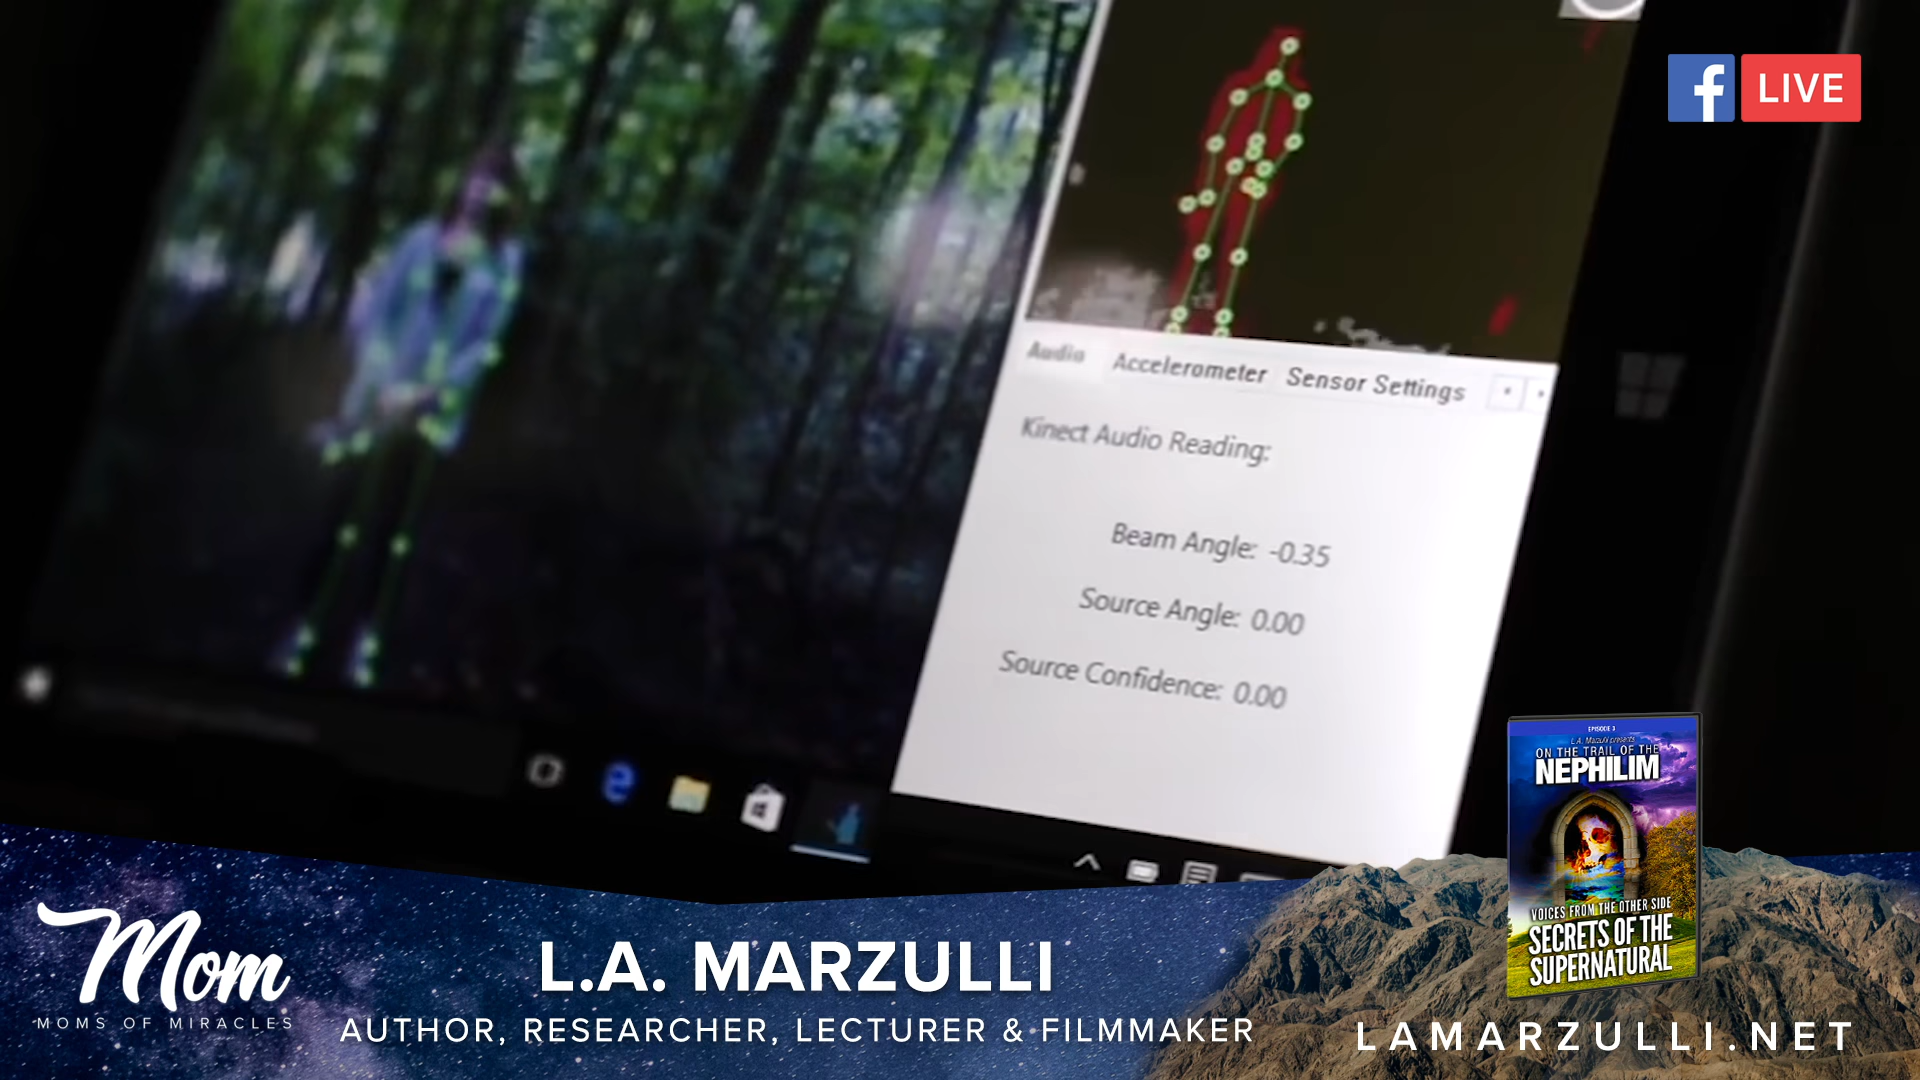 f LIVE
Audio Accelerometer Sensor Settings
Kinect Audio Reading:
Beam Angle: -0.35
Source Angle: 0.00
Source Confidence: 0.00
EPISODE 3
L.A. Marzulli presents
ON THE TRAIL OF THE
NEPHILIM
VOICES FROM THE OTHER SIDE
SECRETS OF THE
SUPERNATURAL
Mom
MOMS OF MIRACLES
L.A. MARZULLI
AUTHOR, RESEARCHER, LECTURER & FILMMAKER
LAMARZULLI.NET